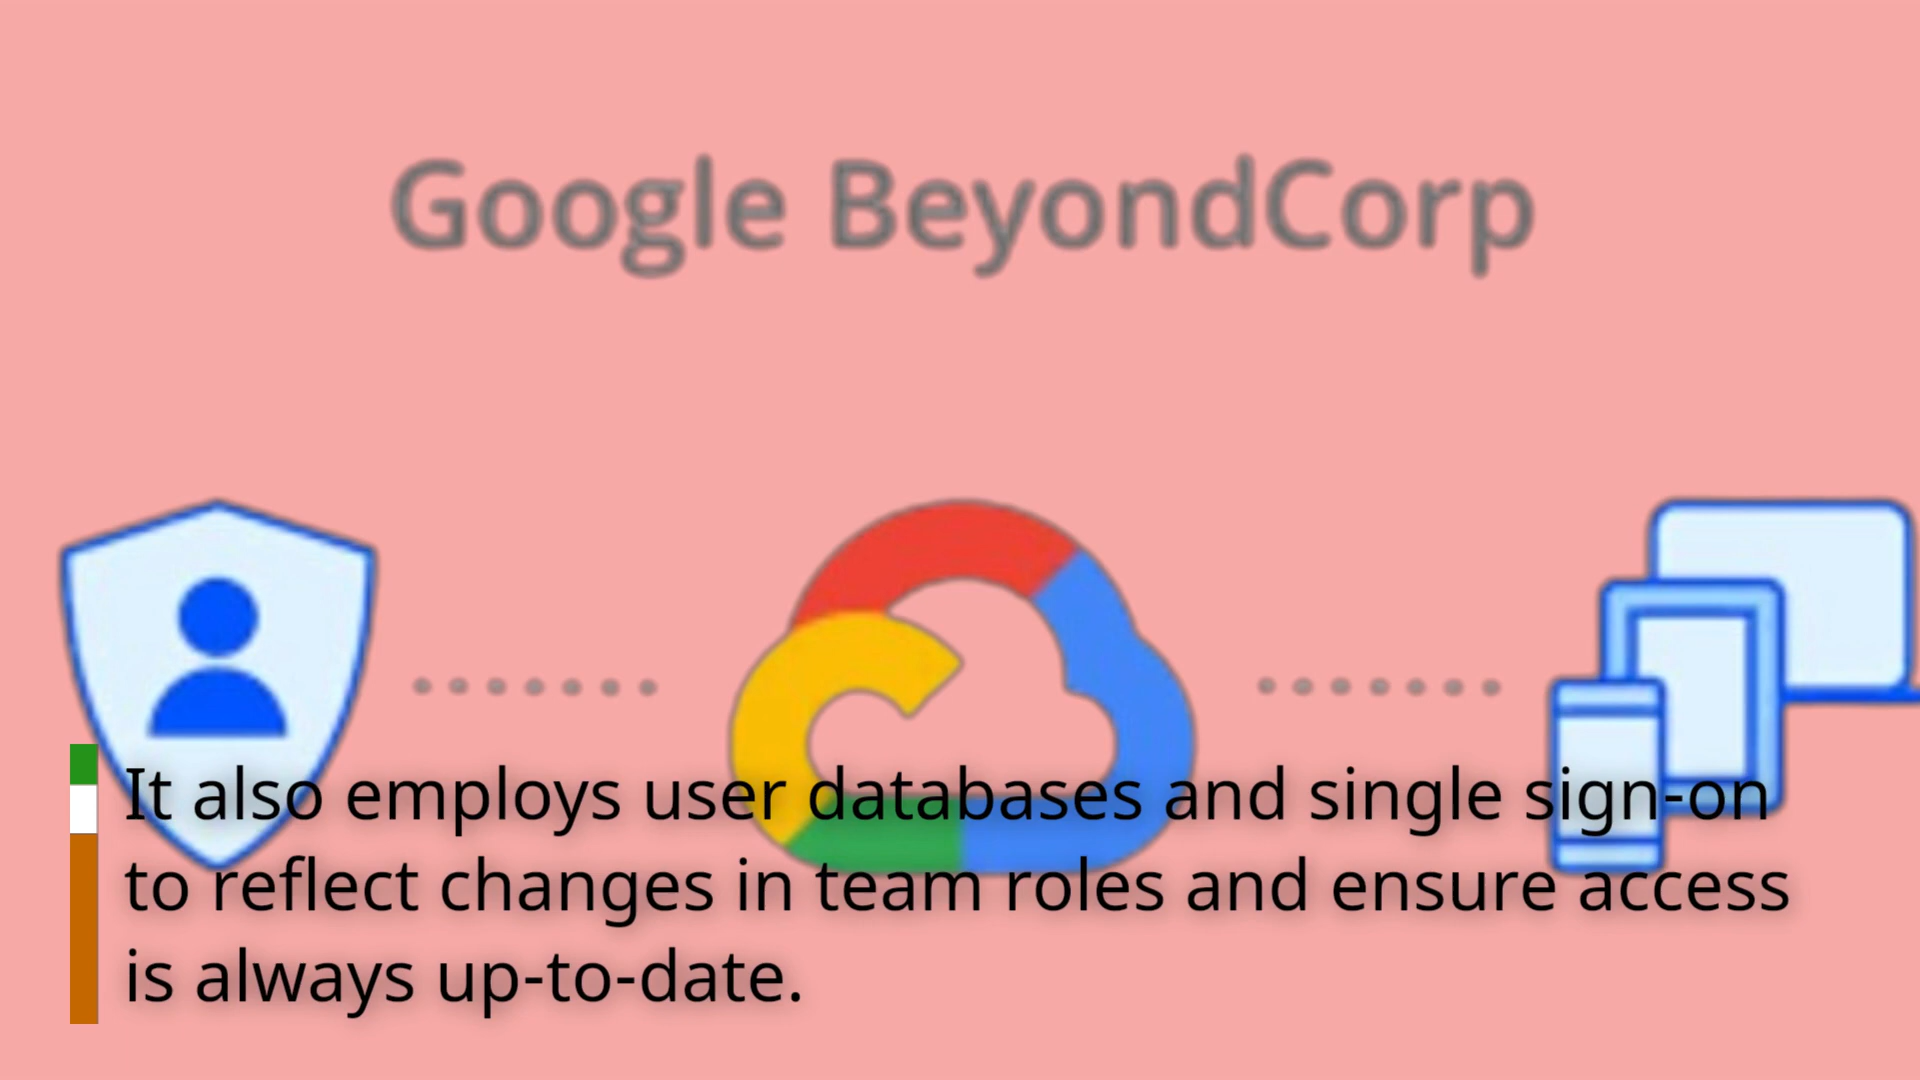 Google BeyondCorp
It also employs user databases and single sign-on
to reflect changes in team roles and ensure access
is always up-to-date.